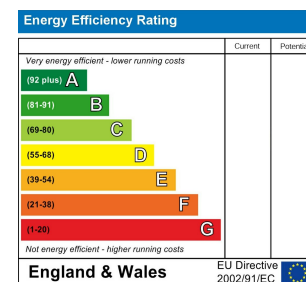 Energy Efficiency Rating
Current Potentia
Very energy efficient - lower running costs
(92 plus) A
(81-91) B
(69-80) C
(55-68) D
(39-54) E
(21-38) F
(1-20) G
Not energy efficient - higher running costs
England & Wales
EU Directive
2002/91/EC